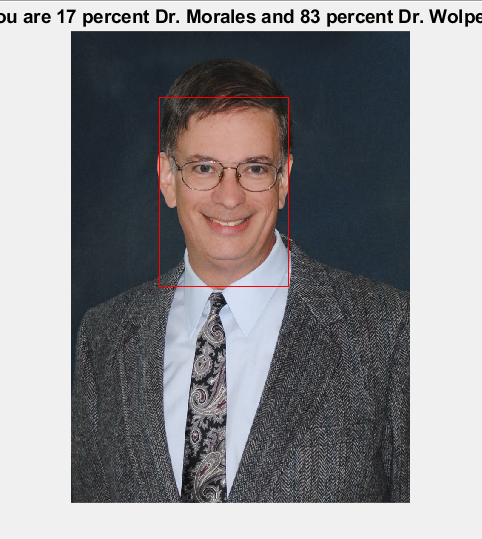 ou are 17 percent Dr. Morales and 83 percent Dr. Wolpe